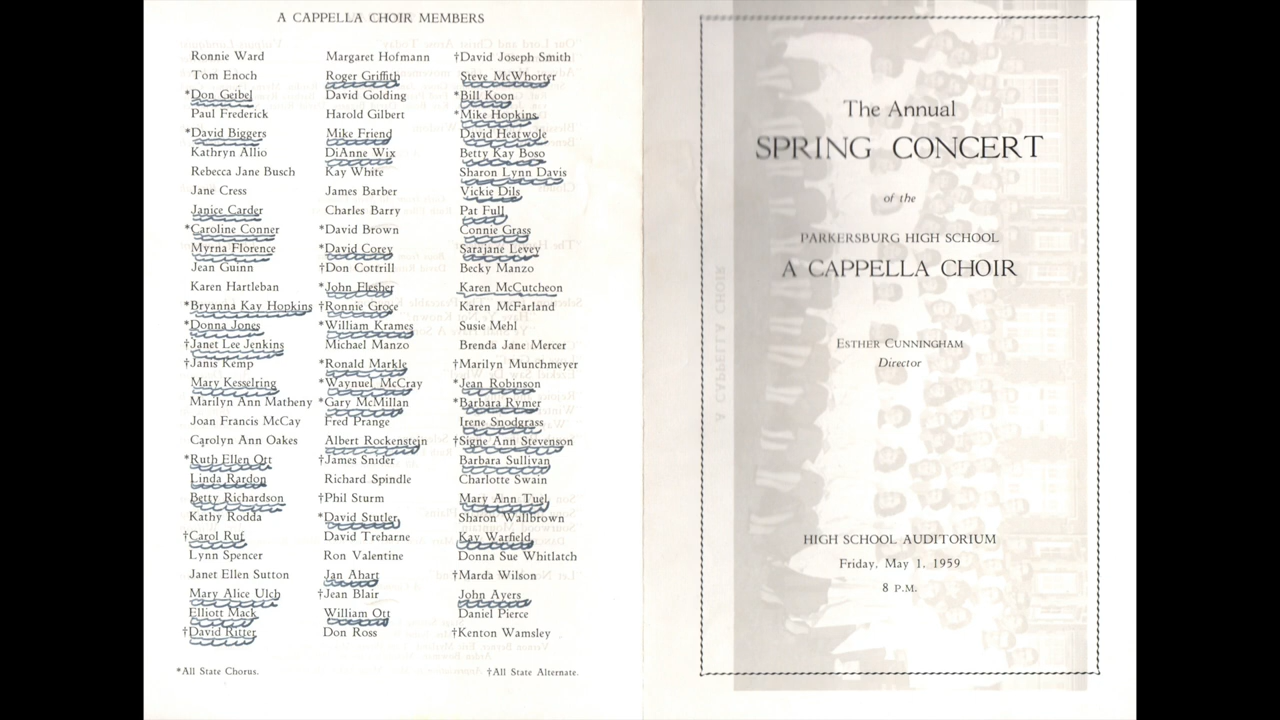 A CAPPELLA CHOIR MEMBERS
Ronnie Ward
Tom Enoch
*Don Geibel
Paul Frederick
*David Biggers
Kathryn Allio
Rebecca Jane Busch
Jane Cress
Janice Carder
*Caroline Conner
Myrna Florence
Jean Guinn
Karen Hartleban
*Bryanna Kay Hopkins
*Donna Jones
†Janet Lee Jenkins
†Janis Kemp
Mary Kesselring
Marilyn Ann Matheny
Joan Francis McCay
Carolyn Ann Oakes
*Ruth Ellen Ott
Linda Rardon
Betty Richardson
Kathy Rodda
†Carol Ruf
Lynn Spencer
Janet Ellen Sutton
Mary Alice Ulch
Elliott Mack
†David Ritter
Margaret Hofmann
Roger Griffith
David Golding
Harold Gilbert
Mike Friend
DiAnne Wix
Kay White
James Barber
Charles Barry
*David Brown
*David Corey
†Don Cottrill
*John Flesher
†Ronnie Groce
*William Krames
Michael Manzo
*Ronald Markle
*Waynuel McCray
*Gary McMillan
Fred Prange
Albert Rockenstein
†James Snider
Richard Spindle
†Phil Sturm
*David Stutler
David Treharne
Ron Valentine
Jan Ahart
†Jean Blair
William Ott
Don Ross
†David Joseph Smith
Steve McWhorter
*Bill Koon
*Mike Hopkins
David Heatwole
Betty Kay Boso
Sharon Lynn Davis
Vickie Dils
Pat Full
Connie Grass
Sarajane Levey
Becky Manzo
Karen McCutcheon
Karen McFarland
Susie Mehl
Brenda Jane Mercer
†Marilyn Munchmeyer
*Jean Robinson
*Barbara Rymer
Irene Snodgrass
†Signe Ann Stevenson
Barbara Sullivan
Charlotte Swain
Mary Ann Tuel
Sharon Wallbrown
Kay Warfield
Donna Sue Whitlatch
†Marda Wilson
John Ayers
Daniel Pierce
†Kenton Wamsley
*All State Chorus.
†All State Alternate.
The Annual
SPRING CONCERT
of the
PARKERSBURG HIGH SCHOOL
A CAPPELLA CHOIR
ESTHER CUNNINGHAM
Director
HIGH SCHOOL AUDITORIUM
Friday, May 1, 1959
8 P.M.